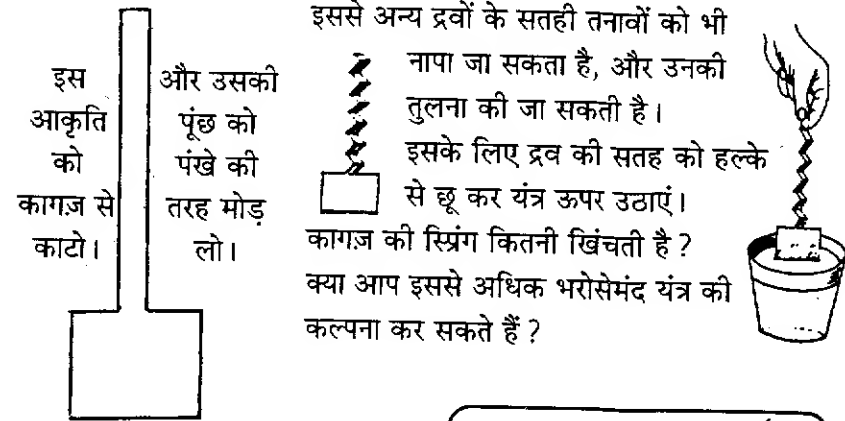 इस
आकृति
को
कागज़ से
काटो।
और उसकी
पूंछ को
पंखे की
तरह मोड़
लो।
इससे अन्य द्रवों के सतही तनावों को भी
नापा जा सकता है, और उनकी
तुलना की जा सकती है।
इसके लिए द्रव की सतह को हल्के
से छू कर यंत्र ऊपर उठाएं।
कागज़ की स्प्रिंग कितनी खिंचती है ?
क्या आप इससे अधिक भरोसेमंद यंत्र की
कल्पना कर सकते हैं ?